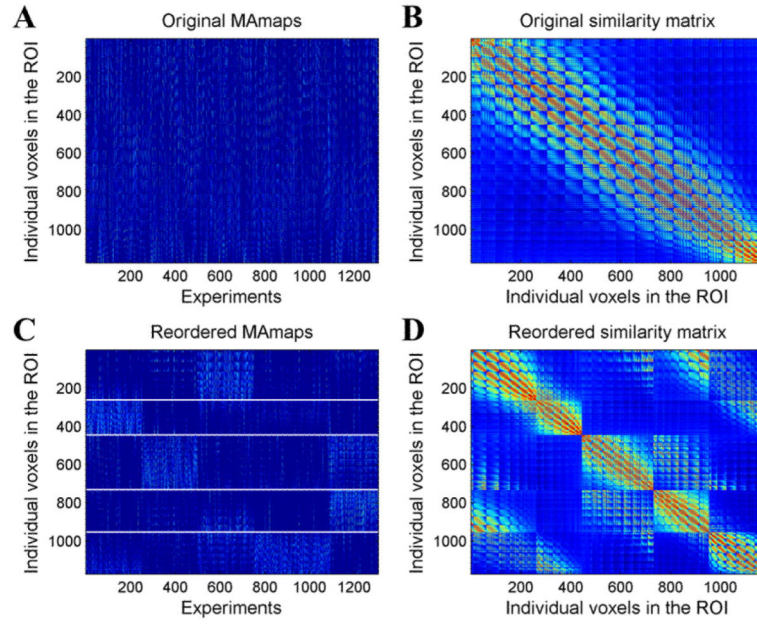 A
Original MAmaps
Individual voxels in the ROI
200
400
600
800
1000
200 400 600 800 1000 1200
Experiments
B
Original similarity matrix
Individual voxels in the ROI
200
400
600
800
1000
200 400 600 800 1000
Individual voxels in the ROI
C
Reordered MAmaps
Individual voxels in the ROI
200
400
600
800
1000
200 400 600 800 1000 1200
Experiments
D
Reordered similarity matrix
Individual voxels in the ROI
200
400
600
800
1000
200 400 600 800 1000
Individual voxels in the ROI